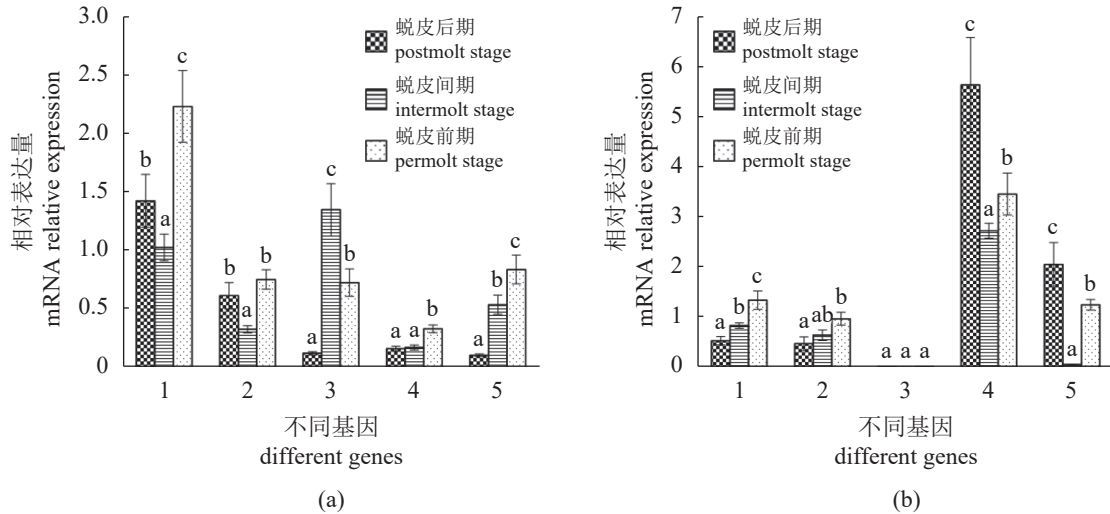 3.0
2.5
2.0
1.5
1.0
0.5
0
相对表达量
mRNA relative expression
蜕皮后期
postmolt stage
蜕皮间期
intermolt stage
蜕皮前期
permolt stage
b
a
c
b
a
b
a
c
b
a
a
b
a
b
c
1 2 3 4 5
不同基因
different genes
(a)
7
6
5
4
3
2
1
0
相对表达量
mRNA relative expression
蜕皮后期
postmolt stage
蜕皮间期
intermolt stage
蜕皮前期
permolt stage
a
b
c
a
ab
b
a
a
a
c
a
b
c
a
b
1 2 3 4 5
不同基因
different genes
(b)